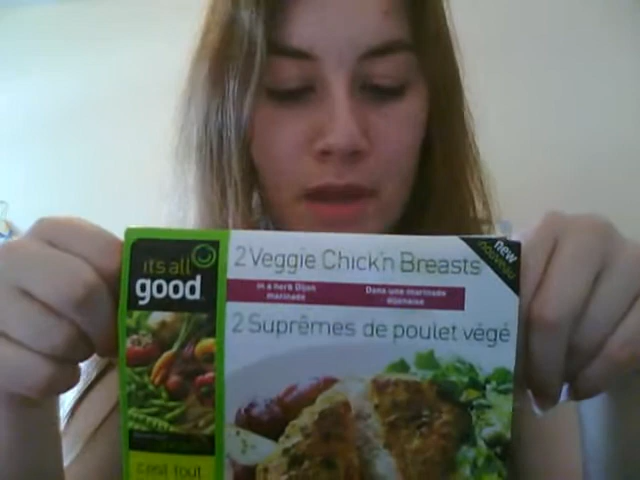 it's all
good
2 Veggie Chick'n Breasts
new
nouveau
in a herb Dijon
marinade
Dans une marinade
dijonaise
2 Suprêmes de poulet végé
c'est tout